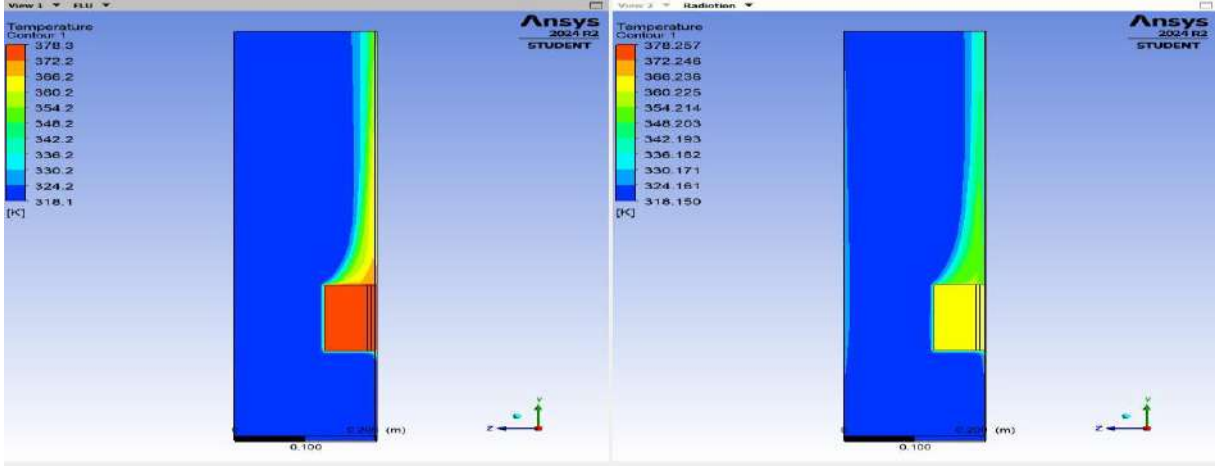 View 1 ▼ FLU ▼
Ansys
2024 R2
STUDENT
Temperature
Contour 1
378.3
372.2
366.2
360.2
354.2
348.2
342.2
336.2
330.2
324.2
318.1
[K]
0.200 (m)
0.100
Y
Z
View 2 ▼ Radiotion ▼
Ansys
2024 R2
STUDENT
Temperature
Contour 1
378.257
372.246
366.236
360.225
354.214
348.203
342.193
336.182
330.171
324.161
318.150
[K]
0
0.200 (m)
0.100
Y
Z